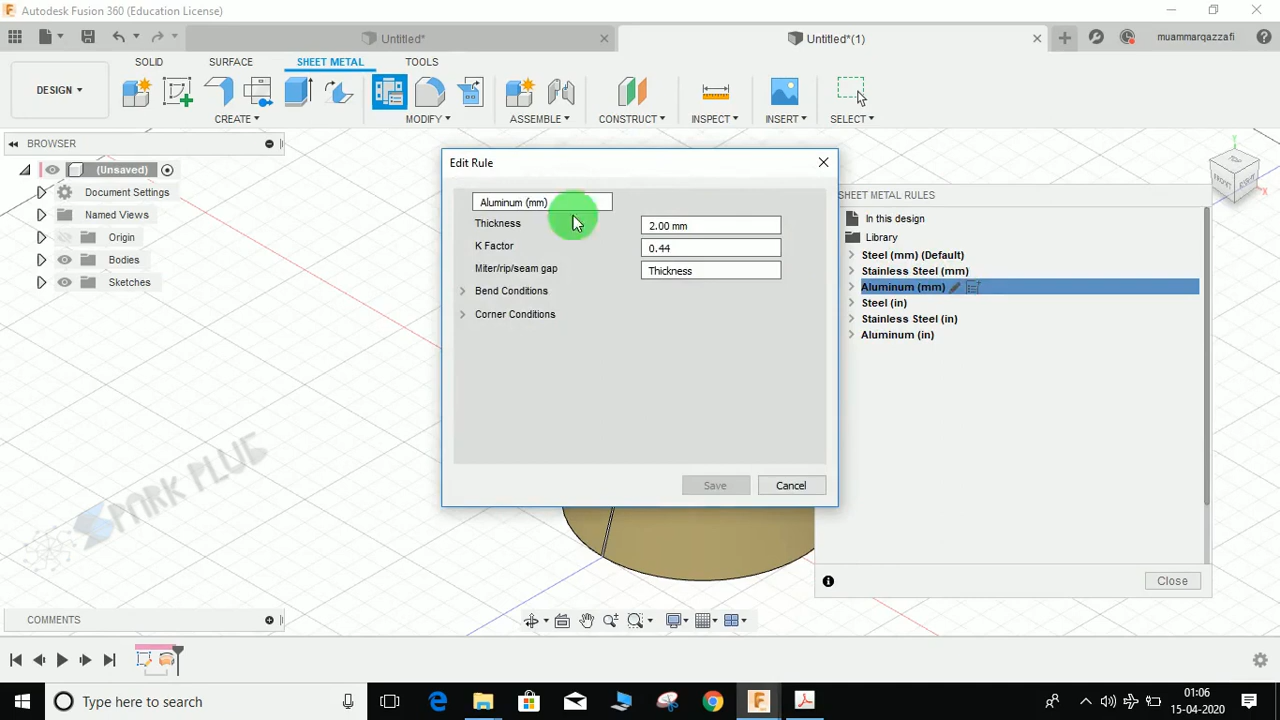 Autodesk Fusion 360 (Education License)
Untitled*
Untitled*(1)
muammarqazzafi
SOLID
SURFACE
SHEET METAL
TOOLS
DESIGN
CREATE
MODIFY
ASSEMBLE
CONSTRUCT
INSPECT
INSERT
SELECT
BROWSER
(Unsaved)
Document Settings
Named Views
Origin
Bodies
Sketches
Edit Rule
Aluminum (mm)
Thickness
2.00 mm
K Factor
0.44
Miter/rip/seam gap
Thickness
Bend Conditions
Corner Conditions
Save
Cancel
SHEET METAL RULES
In this design
Library
Steel (mm) (Default)
Stainless Steel (mm)
Aluminum (mm)
Steel (in)
Stainless Steel (in)
Aluminum (in)
Close
TOP
FRONT
Y
X
SPARK PLUG
COMMENTS
Type here to search
01:06
15-04-2020